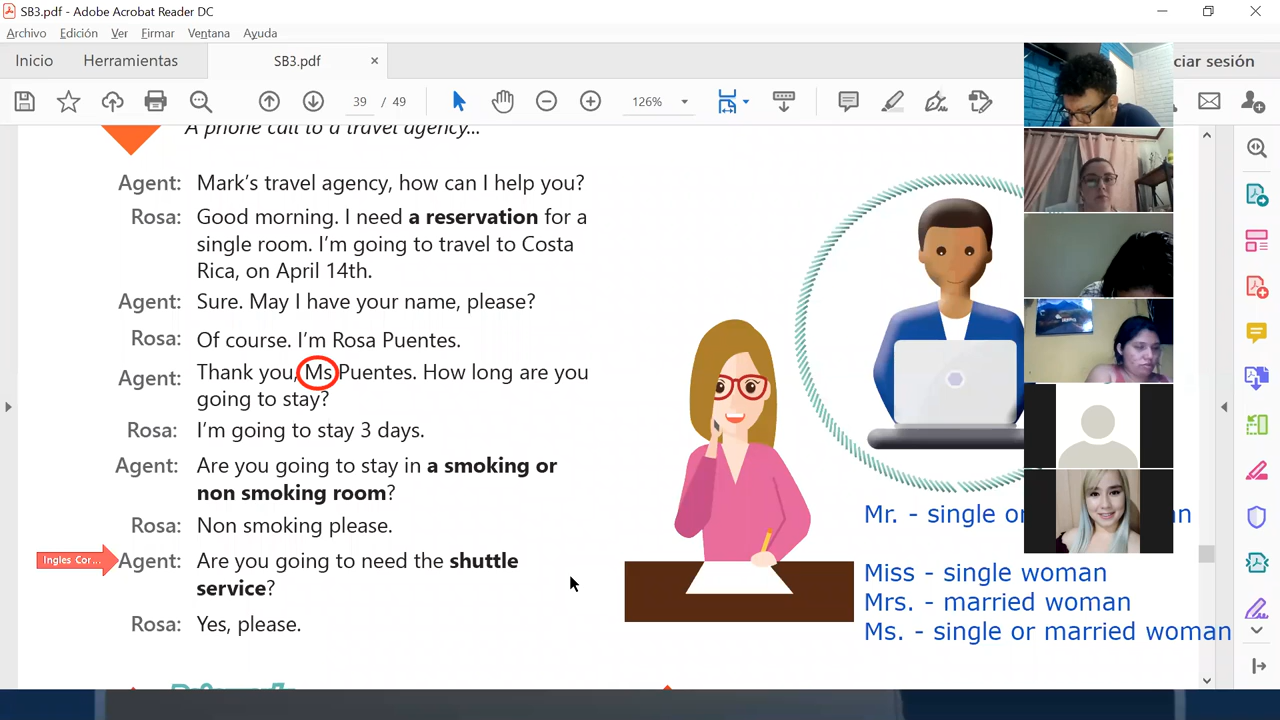 SB3.pdf - Adobe Acrobat Reader DC
Archivo Edición Ver Firmar Ventana Ayuda
Inicio Herramientas SB3.pdf × ciar sesión
39 / 49 126%
A phone call to a travel agency...
Agent: Mark's travel agency, how can I help you?
Rosa: Good morning. I need a reservation for a
single room. I'm going to travel to Costa
Rica, on April 14th.
Agent: Sure. May I have your name, please?
Rosa: Of course. I'm Rosa Puentes.
Agent: Thank you, Ms Puentes. How long are you
going to stay?
Rosa: I'm going to stay 3 days.
Agent: Are you going to stay in a smoking or
non smoking room?
Rosa: Non smoking please.
Ingles Cor...
Agent: Are you going to need the shuttle
service?
Rosa: Yes, please.
Mr. - single or an
Miss - single woman
Mrs. - married woman
Ms. - single or married woman